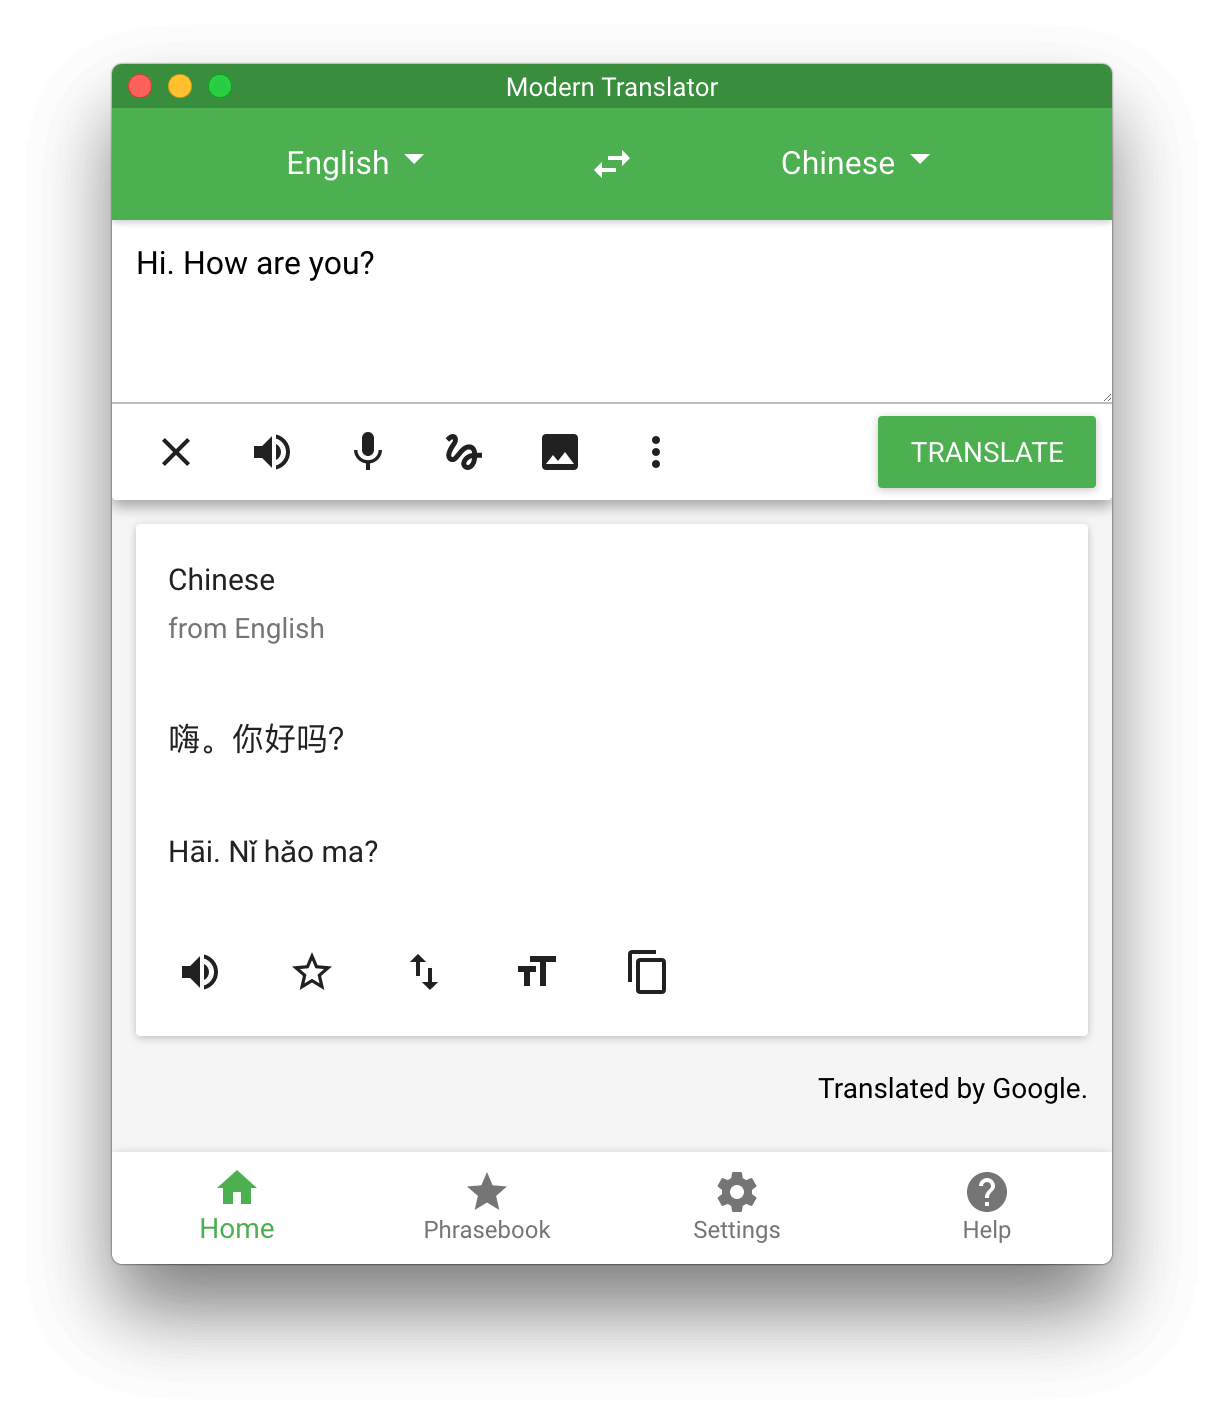 Modern Translator
English
Chinese
Hi. How are you?
TRANSLATE
Chinese
from English
嗨。你好吗?
Hāi. Nǐ hǎo ma?
Translated by Google.
Home
Phrasebook
Settings
Help